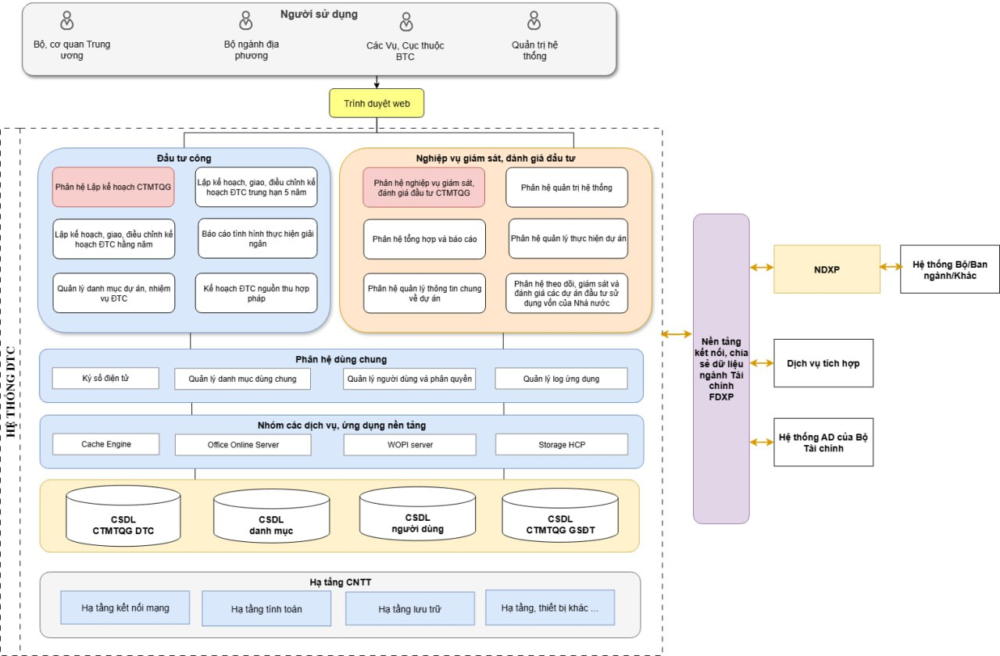 Người sử dụng
Bộ, cơ quan Trung
ương
Bộ ngành địa
phương
Các Vụ, Cục thuộc
BTC
Quản trị hệ
thống
Trình duyệt web
HỆ THỐNG DTC
Đầu tư công
Phân hệ Lập kế hoạch CTMTQG
Lập kế hoạch, giao, điều chỉnh kế
hoạch ĐTC trung hạn 5 năm
Lập kế hoạch, giao, điều chỉnh kế
hoạch ĐTC hằng năm
Báo cáo tình hình thực hiện giải
ngân
Quản lý danh mục dự án, nhiệm
vụ ĐTC
Kế hoạch ĐTC nguồn thu hợp
pháp
Nghiệp vụ giám sát, đánh giá đầu tư
Phân hệ nghiệp vụ giám sát,
đánh giá đầu tư CTMTQG
Phân hệ quản trị hệ thống
Phân hệ tổng hợp và báo cáo
Phân hệ quản lý thực hiện dự án
Phân hệ quản lý thông tin chung
về dự án
Phân hệ theo dõi, giám sát và
đánh giá các dự án đầu tư sử
dụng vốn của Nhà nước
Phân hệ dùng chung
Ký số điện tử
Quản lý danh mục dùng chung
Quản lý người dùng và phân quyền
Quản lý log ứng dụng
Nhóm các dịch vụ, ứng dụng nền tảng
Cache Engine
Office Online Server
WOPI server
Storage HCP
CSDL
CTMTQG DTC
CSDL
danh mục
CSDL
người dùng
CSDL
CTMTQG GSĐT
Hạ tầng CNTT
Hạ tầng kết nối mạng
Hạ tầng tính toán
Hạ tầng lưu trữ
Hạ tầng, thiết bị khác ...
Nền tảng
kết nối, chia
sẻ dữ liệu
ngành Tài
chính
FDXP
NDXP
Hệ thống Bộ/Ban
ngành/Khác
Dịch vụ tích hợp
Hệ thống AD của Bộ
Tài chính